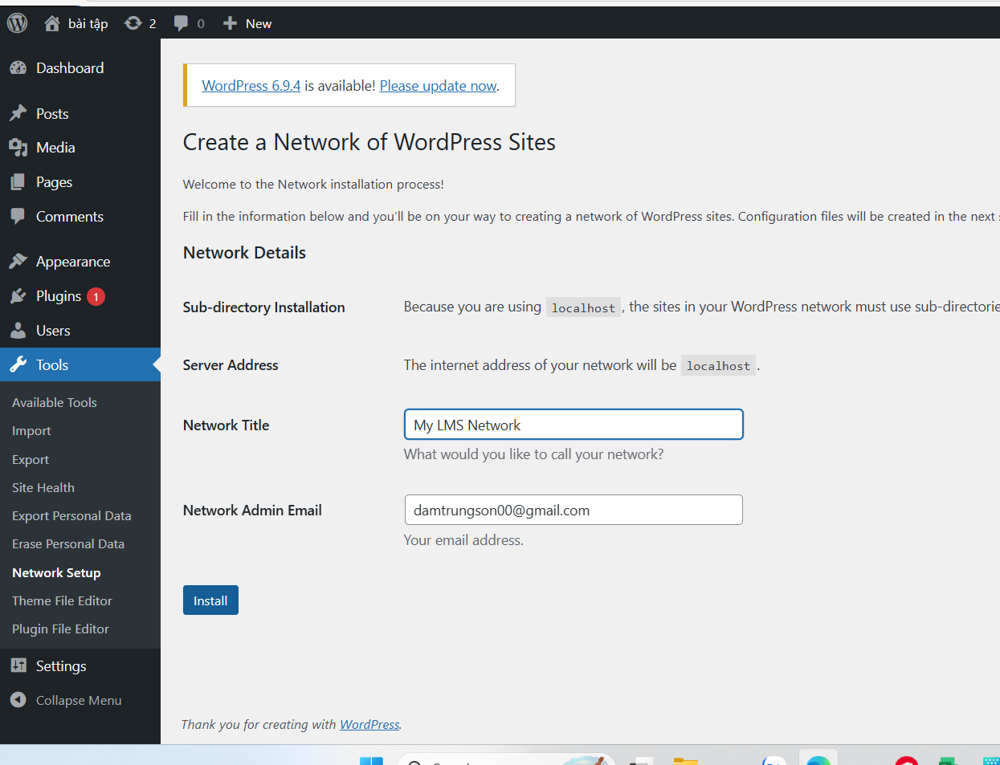 bài tập 2 0 New
Dashboard
Posts
Media
Pages
Comments
Appearance
Plugins 1
Users
Tools
Available Tools
Import
Export
Site Health
Export Personal Data
Erase Personal Data
Network Setup
Theme File Editor
Plugin File Editor
Settings
Collapse Menu
WordPress 6.9.4 is available! Please update now.
Create a Network of WordPress Sites
Welcome to the Network installation process!
Fill in the information below and you’ll be on your way to creating a network of WordPress sites. Configuration files will be created in the next
Network Details
Sub-directory Installation
Because you are using localhost, the sites in your WordPress network must use sub-directorie
Server Address
The internet address of your network will be localhost.
Network Title
My LMS Network
What would you like to call your network?
Network Admin Email
damtrungson00@gmail.com
Your email address.
Install
Thank you for creating with WordPress.